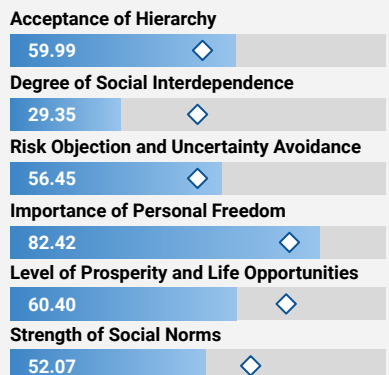 Acceptance of Hierarchy
59.99
Degree of Social Interdependence
29.35
Risk Objection and Uncertainty Avoidance
56.45
Importance of Personal Freedom
82.42
Level of Prosperity and Life Opportunities
60.40
Strength of Social Norms
52.07